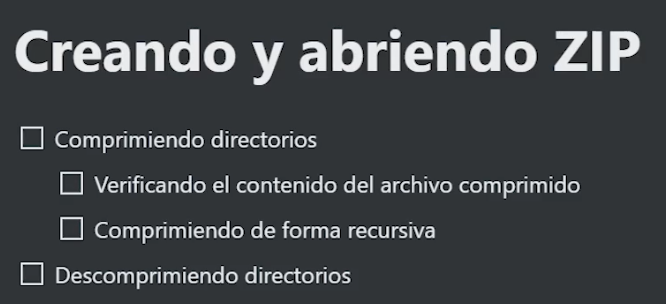 Creando y abriendo ZIP
Comprimiendo directorios
Verificando el contenido del archivo comprimido
Comprimiendo de forma recursiva
Descomprimiendo directorios